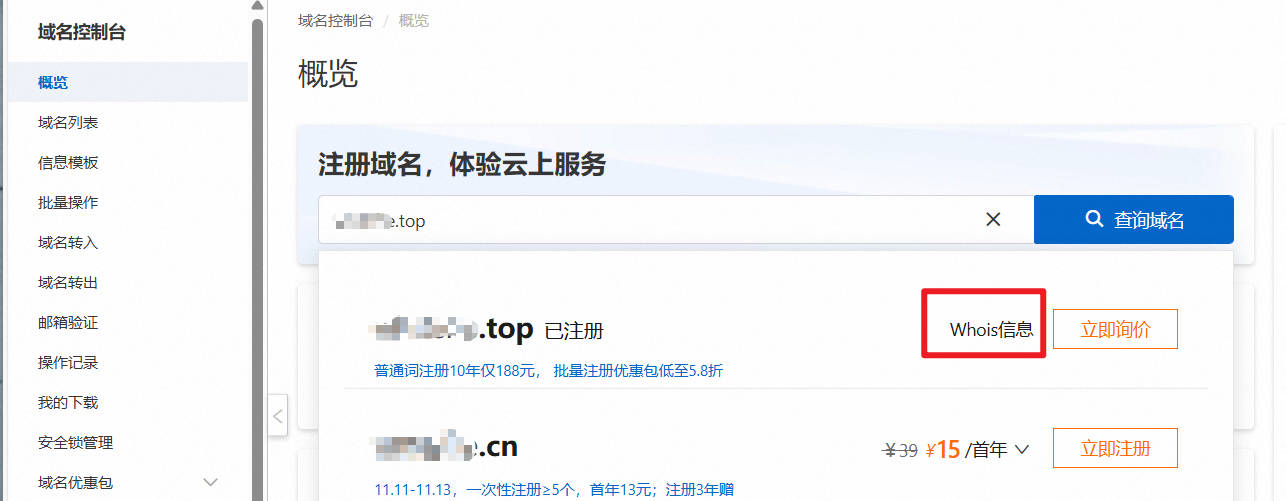 域名控制台
概览
域名列表
信息模板
批量操作
域名转入
域名转出
邮箱验证
操作记录
我的下载
安全锁管理
域名优惠包
域名控制台 / 概览
概览
注册域名，体验云上服务
e.top
查询域名
.top 已注册
Whois信息
立即询价
普通词注册10年仅188元， 批量注册优惠包低至5.8折
.cn
¥39 ¥15 /首年
立即注册
11.11-11.13，一次性注册≥5个，首年13元；注册3年赠